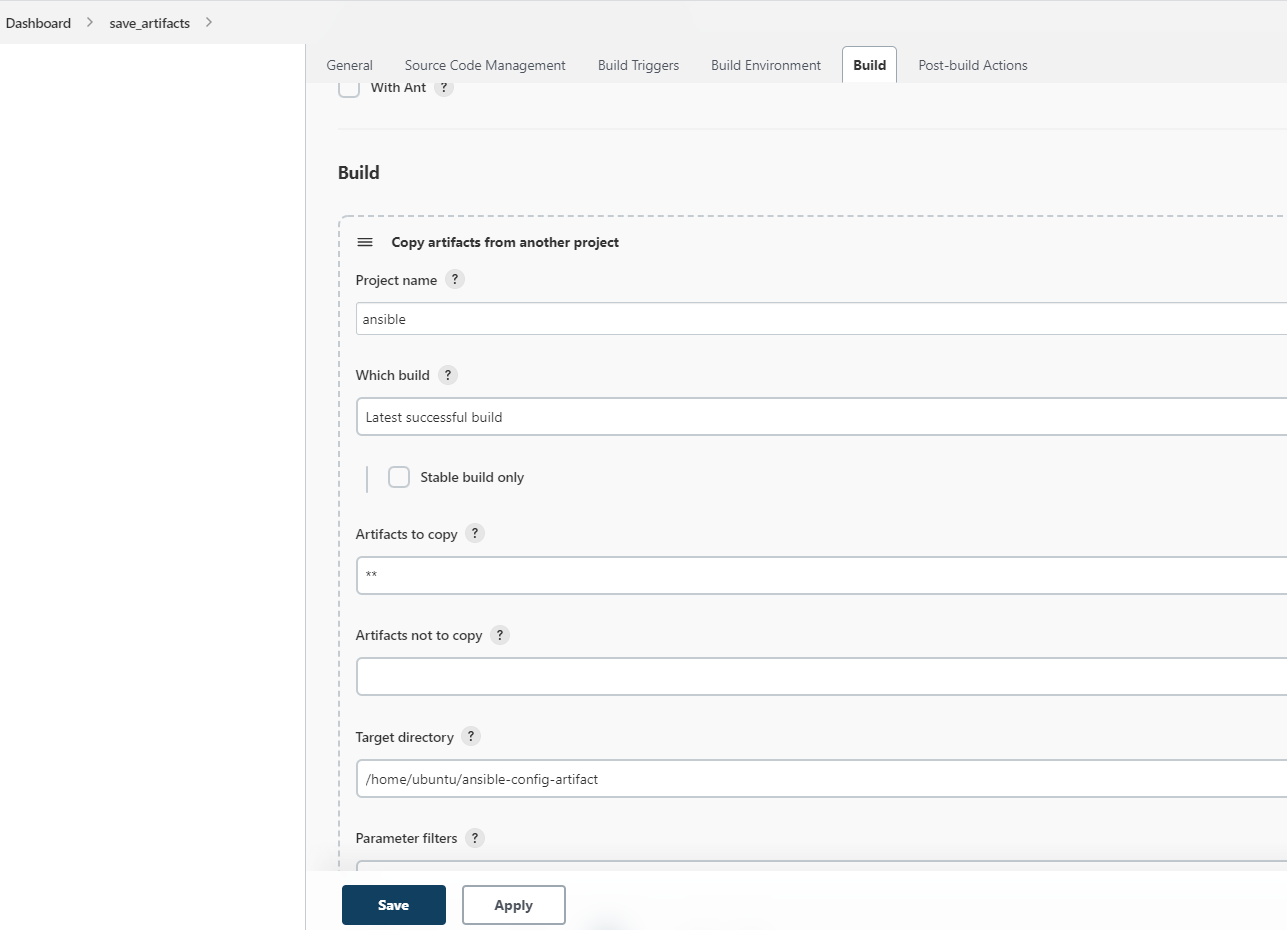 Dashboard > save_artifacts >
General Source Code Management Build Triggers Build Environment Build Post-build Actions
With Ant ?
Build
Copy artifacts from another project
Project name ?
ansible
Which build ?
Latest successful build
Stable build only
Artifacts to copy ?
**
Artifacts not to copy ?
Target directory ?
/home/ubuntu/ansible-config-artifact
Parameter filters ?
Save Apply